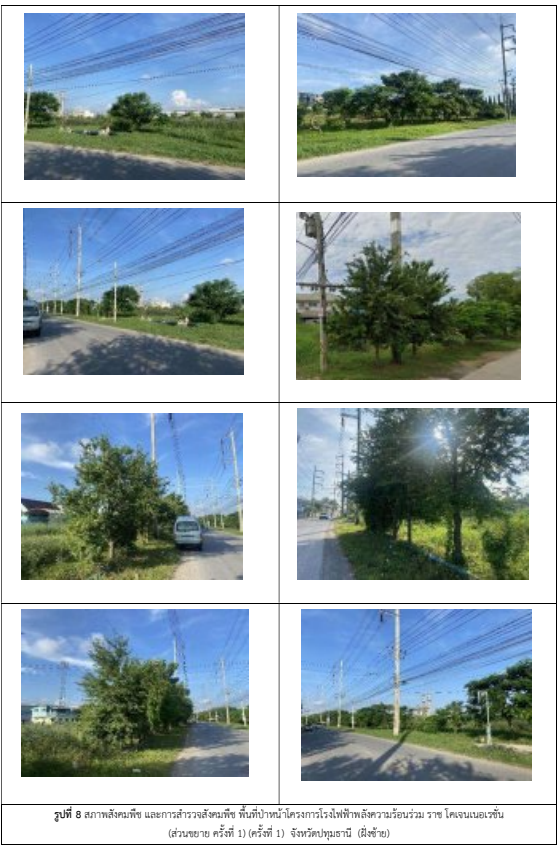 รูปที่ 8 สภาพสังคมพืช และการสำรวจสังคมพืช พื้นที่ป่าหน้าโครงการโรงไฟฟ้าพลังความร้อนร่วม ราช โคเจนเนอเรชั่น
(ส่วนขยาย ครั้งที่ 1) (ครั้งที่ 1) จังหวัดปทุมธานี (ฝั่งซ้าย)